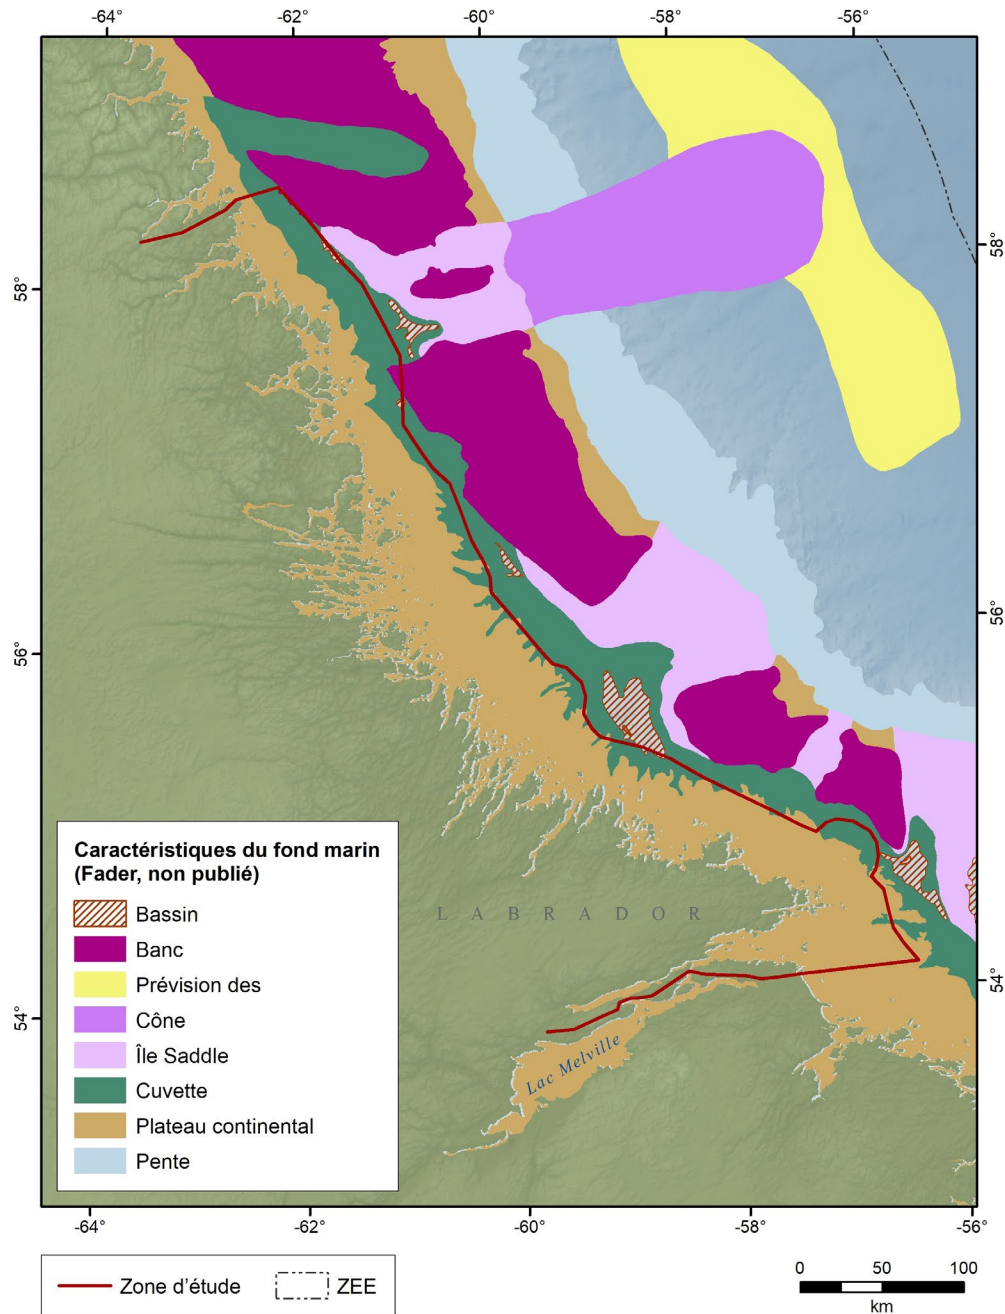 -64° -62° -60° -58° -56°
58°
58°
56°
56°
54°
54°
LABRADOR
Lac Melville
Caractéristiques du fond marin
(Fader, non publié)
Bassin
Banc
Prévision des
Cône
Île Saddle
Cuvette
Plateau continental
Pente
-64° -62° -60° -58° -56°
Zone d'étude ZEE
0 50 100
km